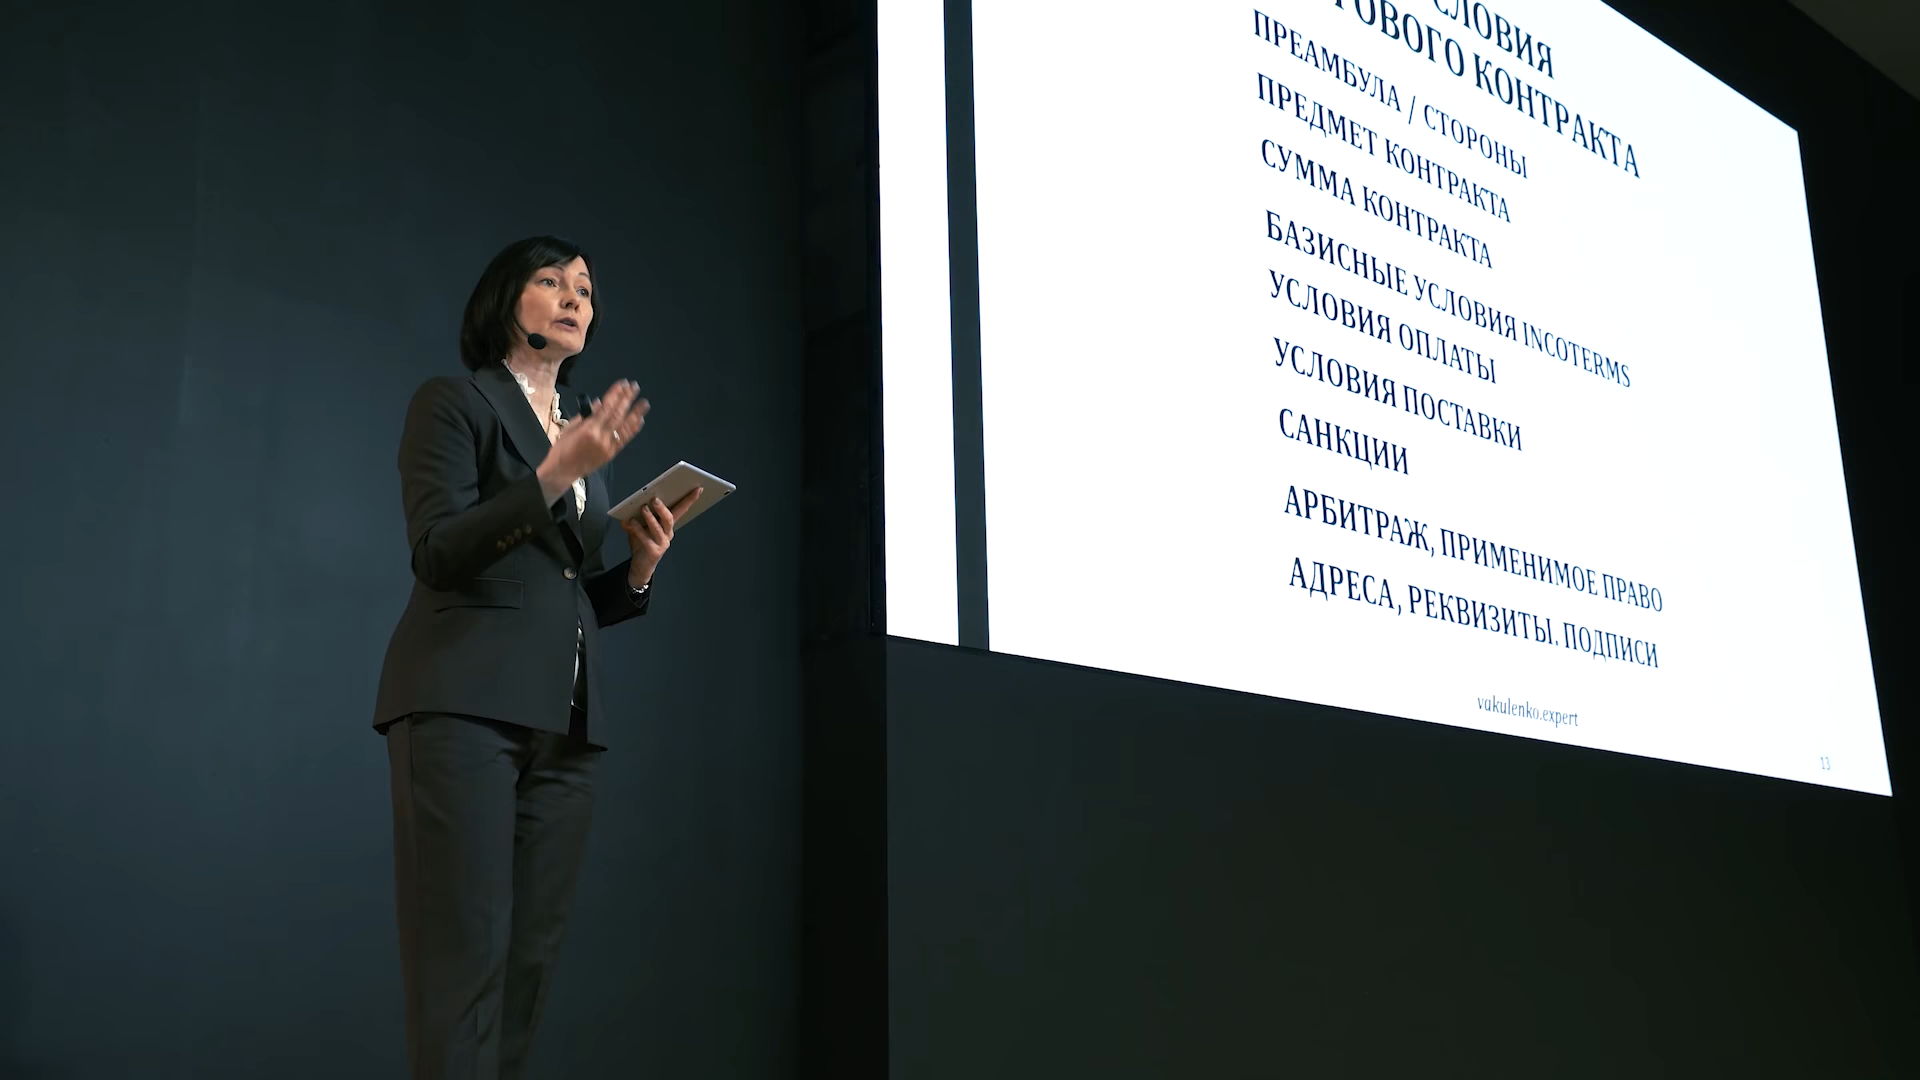 УСЛОВИЯ
КОНТРАКТА
ПРЕАМБУЛА / СТОРОНЫ
ПРЕДМЕТ КОНТРАКТА
СУММА КОНТРАКТА
БАЗИСНЫЕ УСЛОВИЯ INCOTERMS
УСЛОВИЯ ОПЛАТЫ
УСЛОВИЯ ПОСТАВКИ
САНКЦИИ
АРБИТРАЖ, ПРИМЕНИМОЕ ПРАВО
АДРЕСА, РЕКВИЗИТЫ. ПОДПИСИ
vakulenko.expert
13